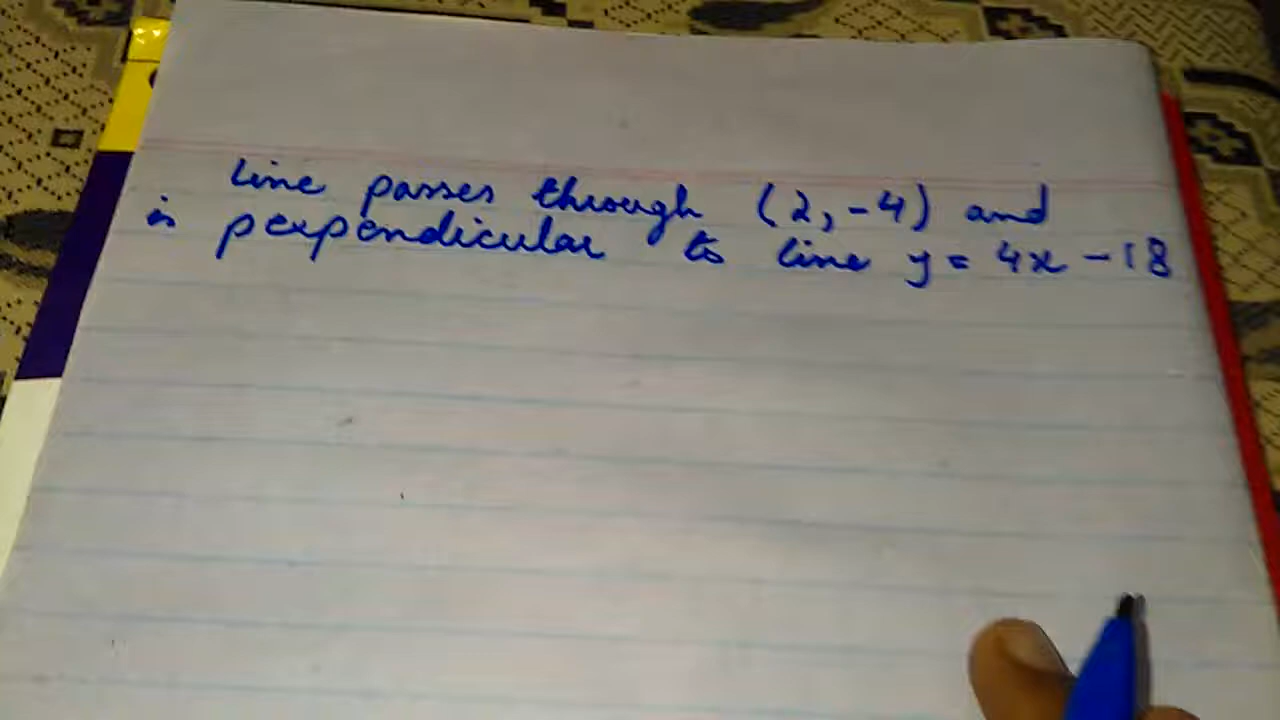 Line passes through (2, -4) and
is perpendicular to line y = 4x - 18